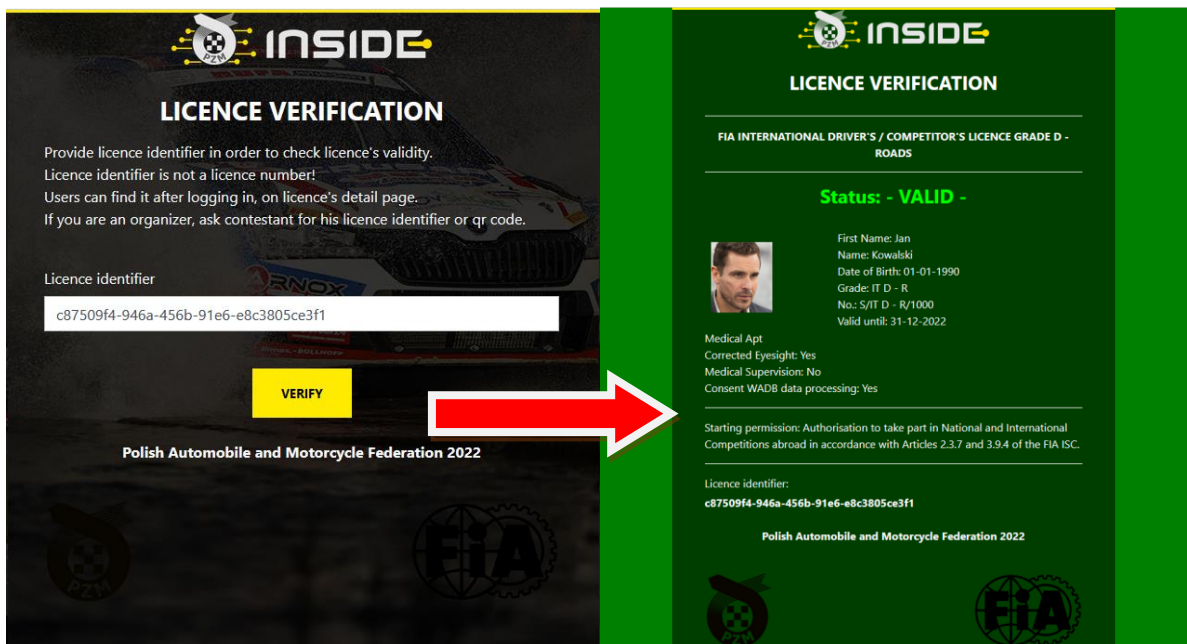 PZM INSIDE
LICENCE VERIFICATION
Provide licence identifier in order to check licence's validity.
Licence identifier is not a licence number!
Users can find it after logging in, on licence's detail page.
If you are an organizer, ask contestant for his licence identifier or qr code.
ARNOX
Licence identifier
c87509f4-946a-456b-91e6-e8c3805ce3f1
VERIFY
Polish Automobile and Motorcycle Federation 2022
PZM
FiA
PZM INSIDE
LICENCE VERIFICATION
FIA INTERNATIONAL DRIVER'S / COMPETITOR'S LICENCE GRADE D -
ROADS
Status: - VALID -
First Name: Jan
Name: Kowalski
Date of Birth: 01-01-1990
Grade: IT D - R
No.: S/IT D - R/1000
Valid until: 31-12-2022
Medical Apt
Corrected Eyesight: Yes
Medical Supervision: No
Consent WADB data processing: Yes
Starting permission: Authorisation to take part in National and International
Competitions abroad in accordance with Articles 2.3.7 and 3.9.4 of the FIA ISC.
Licence identifier:
c87509f4-946a-456b-91e6-e8c3805ce3f1
Polish Automobile and Motorcycle Federation 2022
PZM
FiA